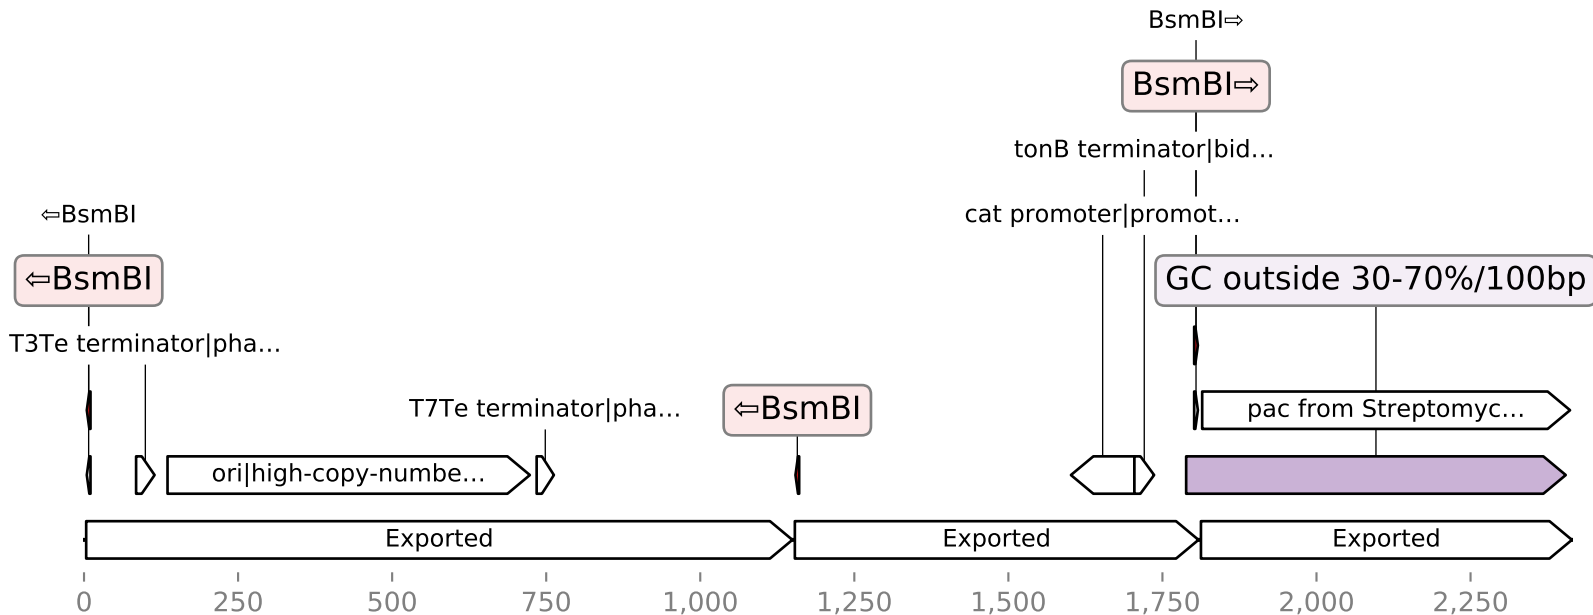 BsmBI⇨
BsmBI⇨
tonB terminator|bid…
⇦BsmBI
cat promoter|promot…
⇦BsmBI
GC outside 30-70%/100bp
T3Te terminator|pha…
T7Te terminator|pha…
⇦BsmBI
pac from Streptomyc…
ori|high-copy-numbe…
Exported
Exported
Exported
0
250
500
750
1,000
1,250
1,500
1,750
2,000
2,250